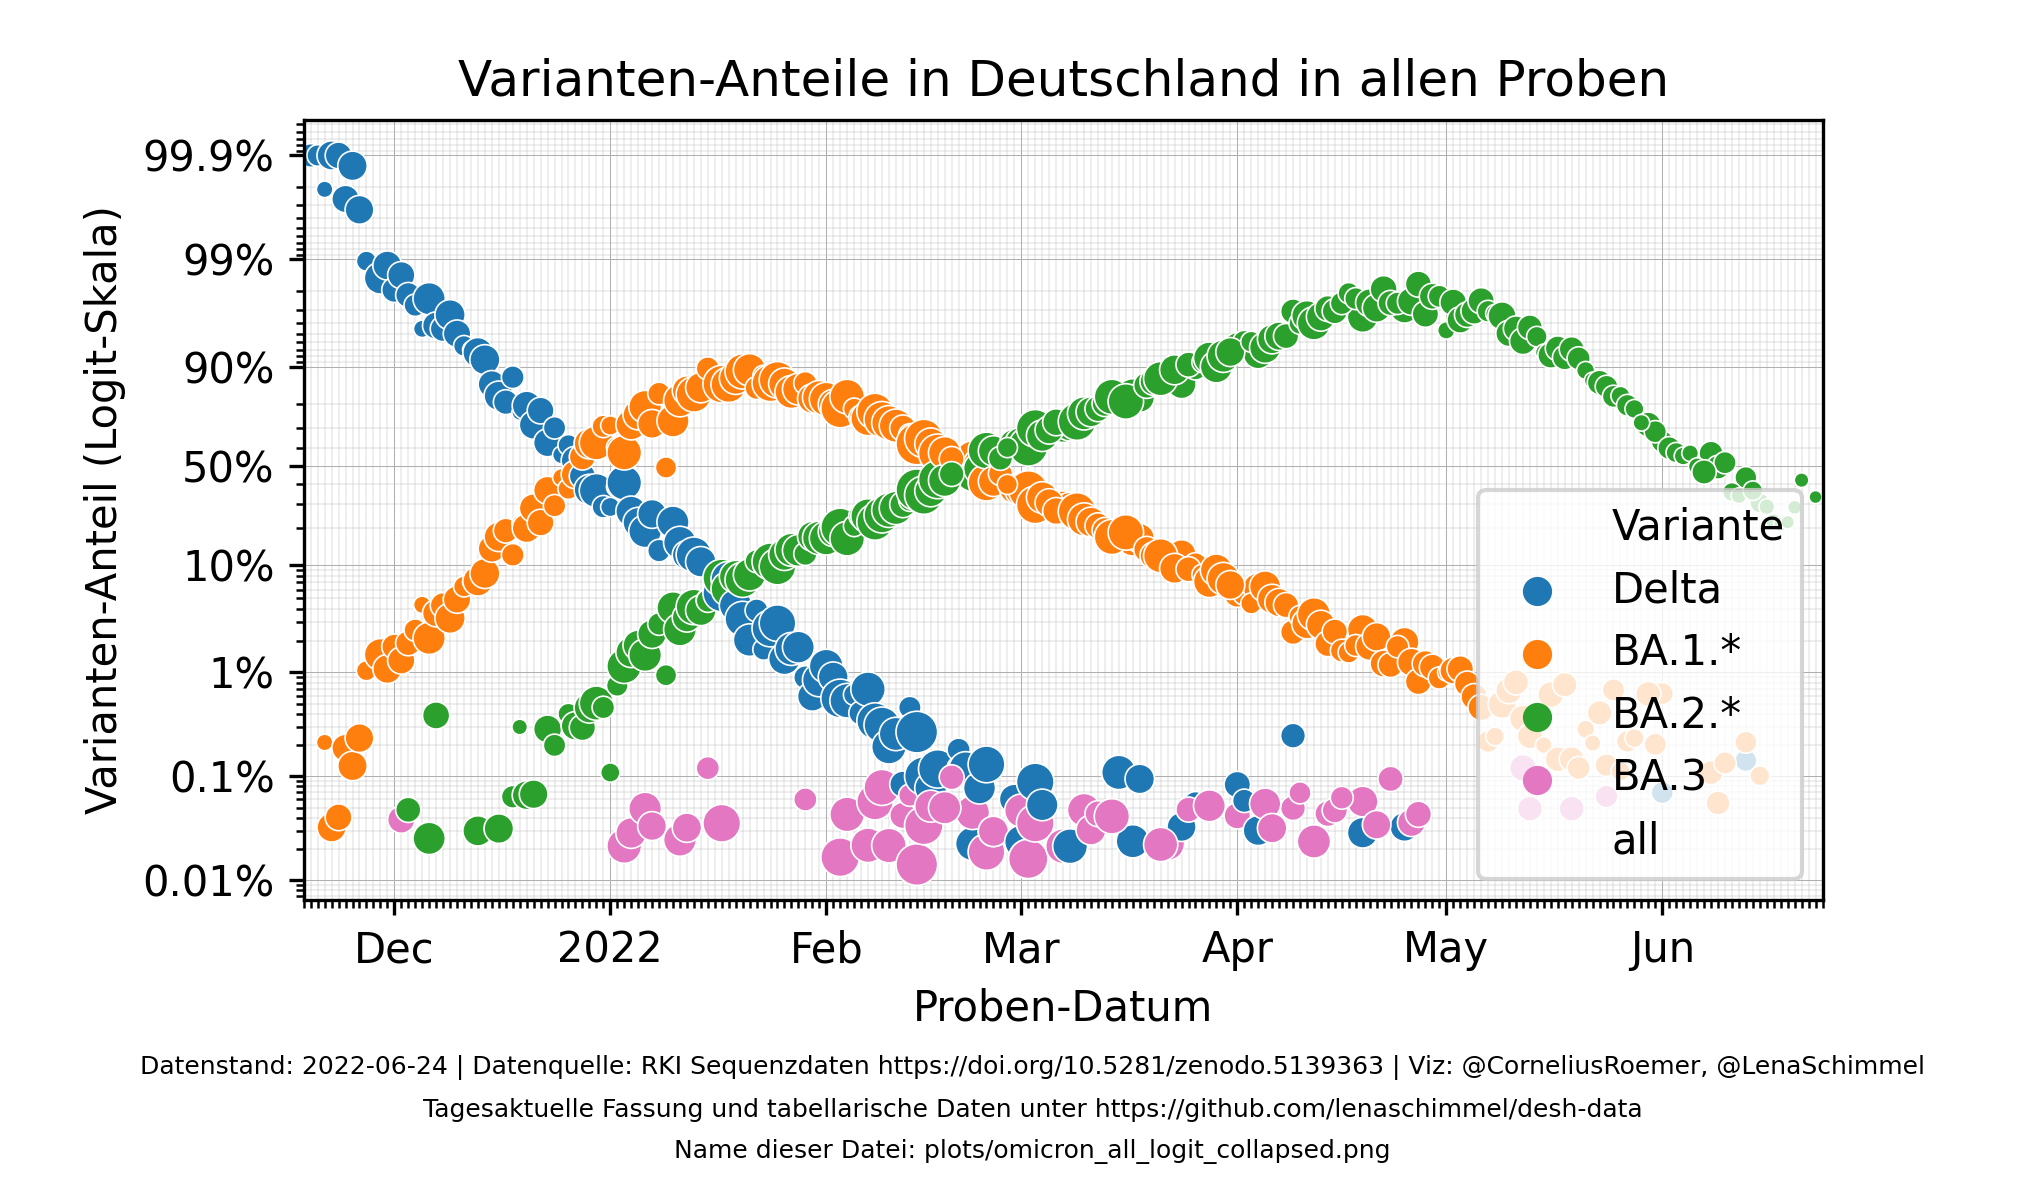 Varianten-Anteile in Deutschland in allen Proben
Varianten-Anteil (Logit-Skala)
99.9%
99%
90%
50%
10%
1%
0.1%
0.01%
Variante
Delta
BA.1.*
BA.2.*
BA.3
all
Dec
2022
Feb
Mar
Apr
May
Jun
Proben-Datum
Datenstand: 2022-06-24 | Datenquelle: RKI Sequenzdaten https://doi.org/10.5281/zenodo.5139363 | Viz: @CorneliusRoemer, @LenaSchimmel
Tagesaktuelle Fassung und tabellarische Daten unter https://github.com/lenaschimmel/desh-data
Name dieser Datei: plots/omicron_all_logit_collapsed.png